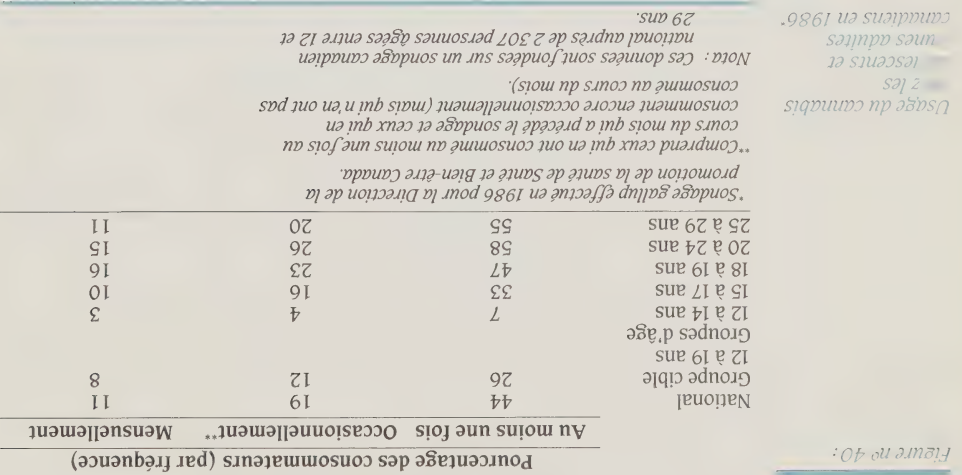 Figure n° 40 :
Usage du cannabis
z les
lescents et
unes adultes
canadiens en 1986*
Pourcentage des consommateurs (par fréquence)
Au moins une fois Occasionnellement** Mensuellement
National 44 19 11
Groupe cible 26 12 8
12 à 19 ans
Groupes d'âge
12 à 14 ans 7 4 3
15 à 17 ans 33 16 10
18 à 19 ans 47 23 16
20 à 24 ans 58 26 15
25 à 29 ans 55 20 11
*Sondage gallup effectué en 1986 pour la Direction de la
promotion de la santé de Santé et Bien-être Canada.
**Comprend ceux qui en ont consommé au moins une fois au
cours du mois qui a précédé le sondage et ceux qui en
consomment encore occasionnellement (mais qui n'en ont pas
consommé au cours du mois).
Nota : Ces données sont fondées sur un sondage canadien
national auprès de 2 307 personnes âgées entre 12 et
29 ans.